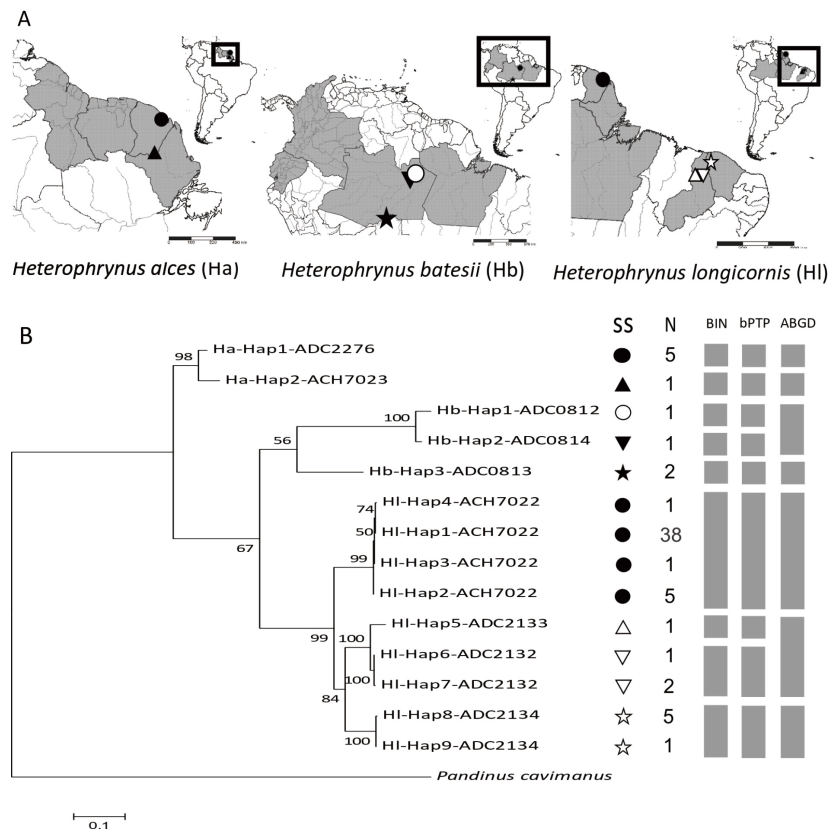 A
Heterophrynus alces (Ha)
Heterophrynus batesii (Hb)
Heterophrynus longicornis (Hl)
B
SS N BIN bPTP ABGD
98 Ha-Hap1-ADC2276 5
Ha-Hap2-ACH7023 1
100 Hb-Hap1-ADC0812 1
Hb-Hap2-ADC0814 1
56
Hb-Hap3-ADC0813 2
74 Hl-Hap4-ACH7022 1
50 Hl-Hap1-ACH7022 38
99 Hl-Hap3-ACH7022 1
Hl-Hap2-ACH7022 5
67
99 100 Hl-Hap5-ADC2133 1
Hl-Hap6-ADC2132 1
100 Hl-Hap7-ADC2132 2
84
Hl-Hap8-ADC2134 5
100 Hl-Hap9-ADC2134 1
Pandinus cavimanus
0.1